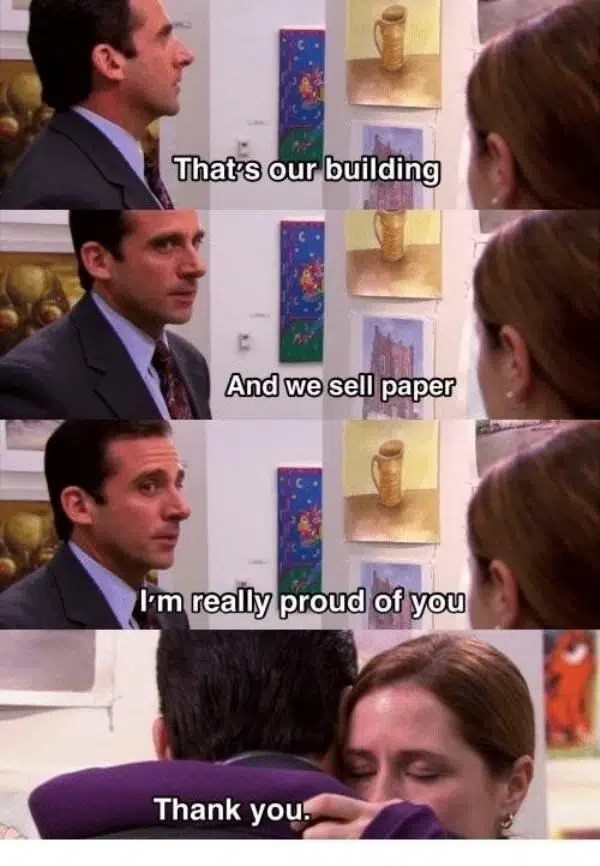 That's our building
And we sell paper
I'm really proud of you
Thank you.